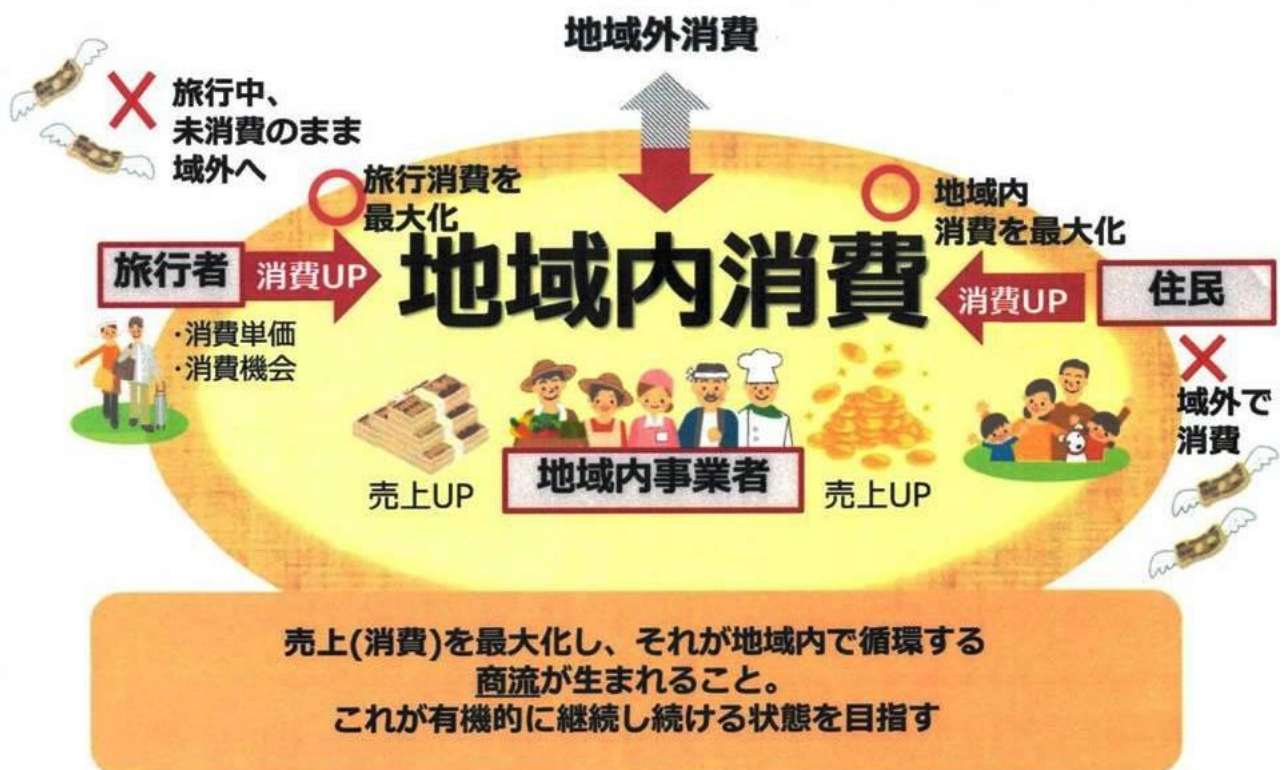 地域外消費
旅行中、
未消費のまま
域外へ
旅行消費を
最大化
地域内
消費を最大化
旅行者
消費UP
地域内消費
消費UP
住民
・消費単価
・消費機会
域外で
消費
売上UP
地域内事業者
売上UP
売上(消費)を最大化し、それが地域内で循環する
商流が生まれること。
これが有機的に継続し続ける状態を目指す